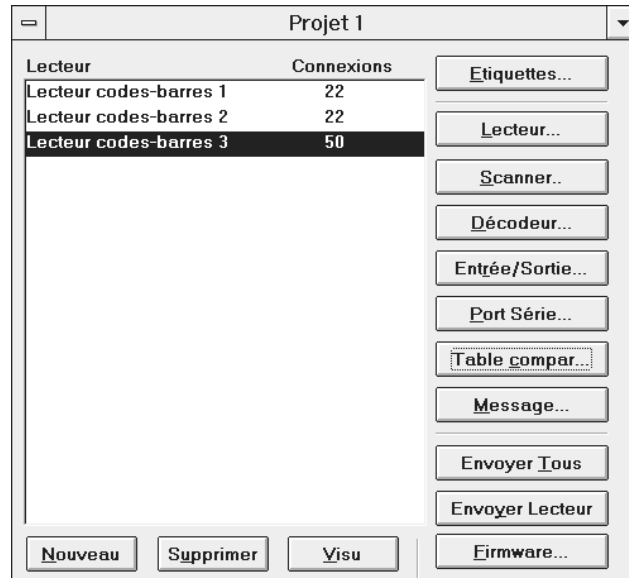 Projet 1
Lecteur Connexions
Lecteur codes-barres 1 22
Lecteur codes-barres 2 22
Lecteur codes-barres 3 50
Etiquettes...
Lecteur...
Scanner..
Décodeur...
Entrée/Sortie...
Port Série...
Table compar...
Message...
Envoyer Tous
Envoyer Lecteur
Nouveau Supprimer Visu Firmware...